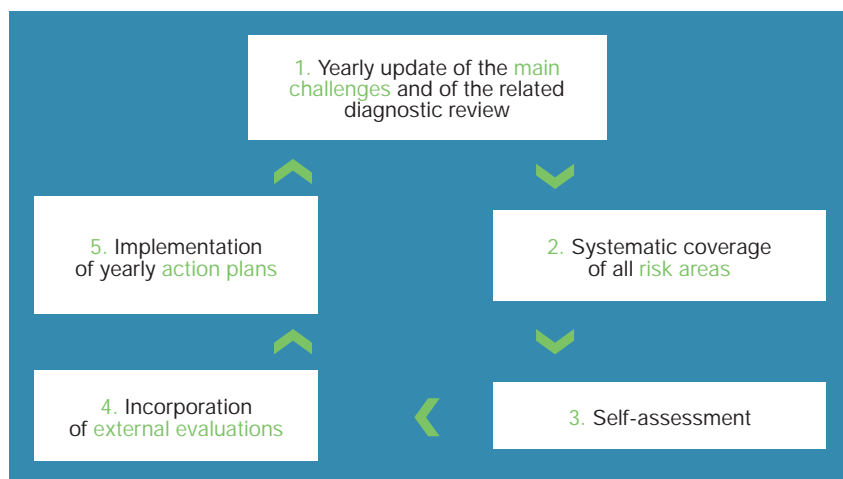 1. Yearly update of the main
challenges and of the related
diagnostic review
2. Systematic coverage
of all risk areas
3. Self-assessment
4. Incorporation
of external evaluations
5. Implementation
of yearly action plans